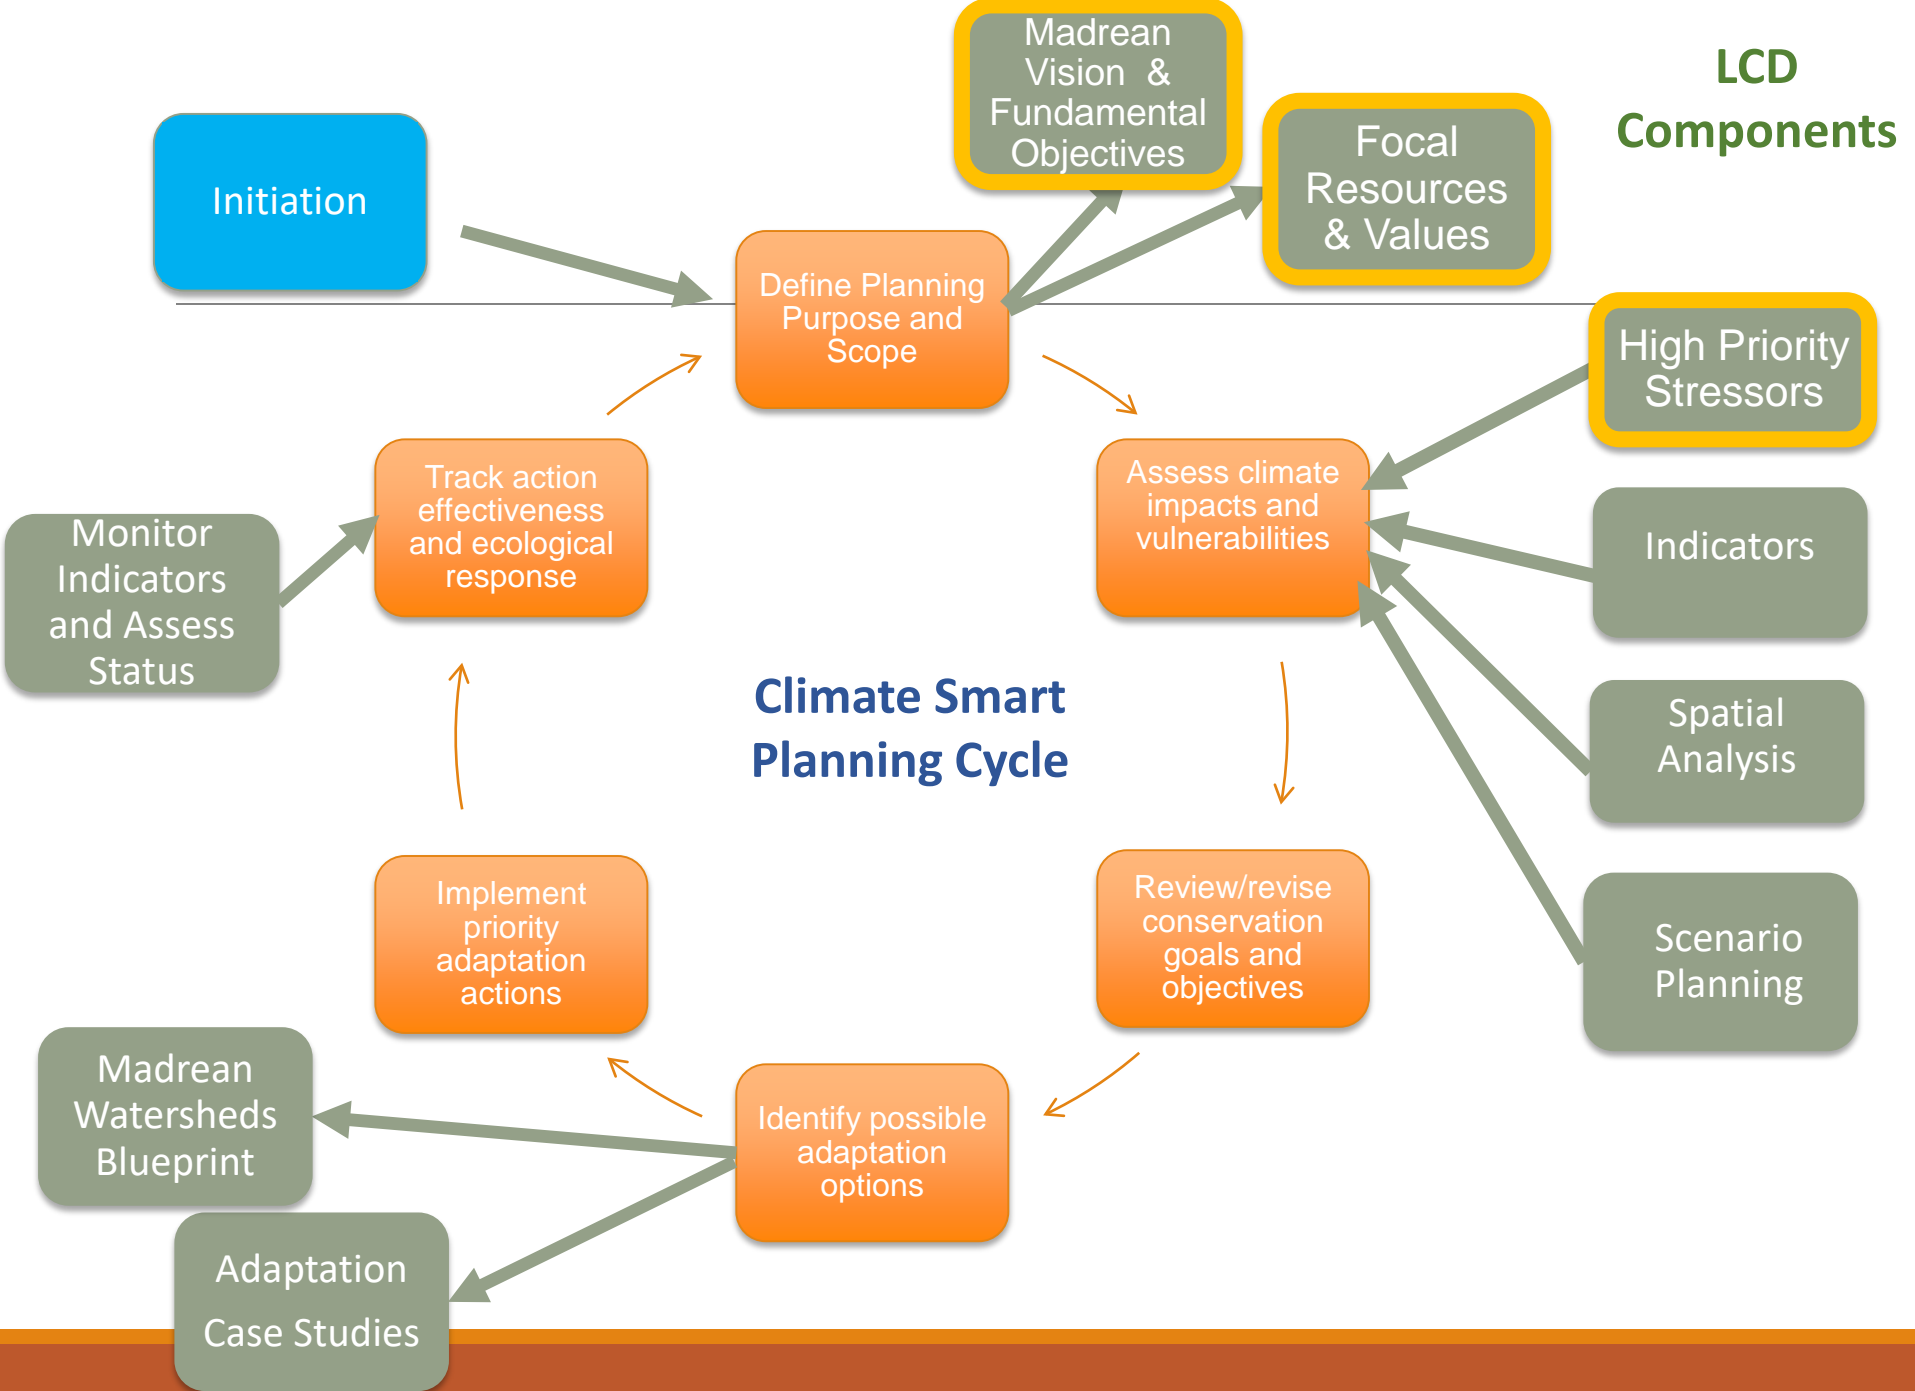 Madrean
Vision &
Fundamental
Objectives
LCD
Components
Focal
Resources
& Values
Initiation
Define Planning
Purpose and
Scope
High Priority
Stressors
Track action
effectiveness
and ecological
response
Assess climate
impacts and
vulnerabilities
Monitor
Indicators
and Assess
Status
Indicators
Climate Smart
Planning Cycle
Spatial
Analysis
Implement
priority
adaptation
actions
Review/revise
conservation
goals and
objectives
Scenario
Planning
Madrean
Watersheds
Blueprint
Identify possible
adaptation
options
Adaptation
Case Studies